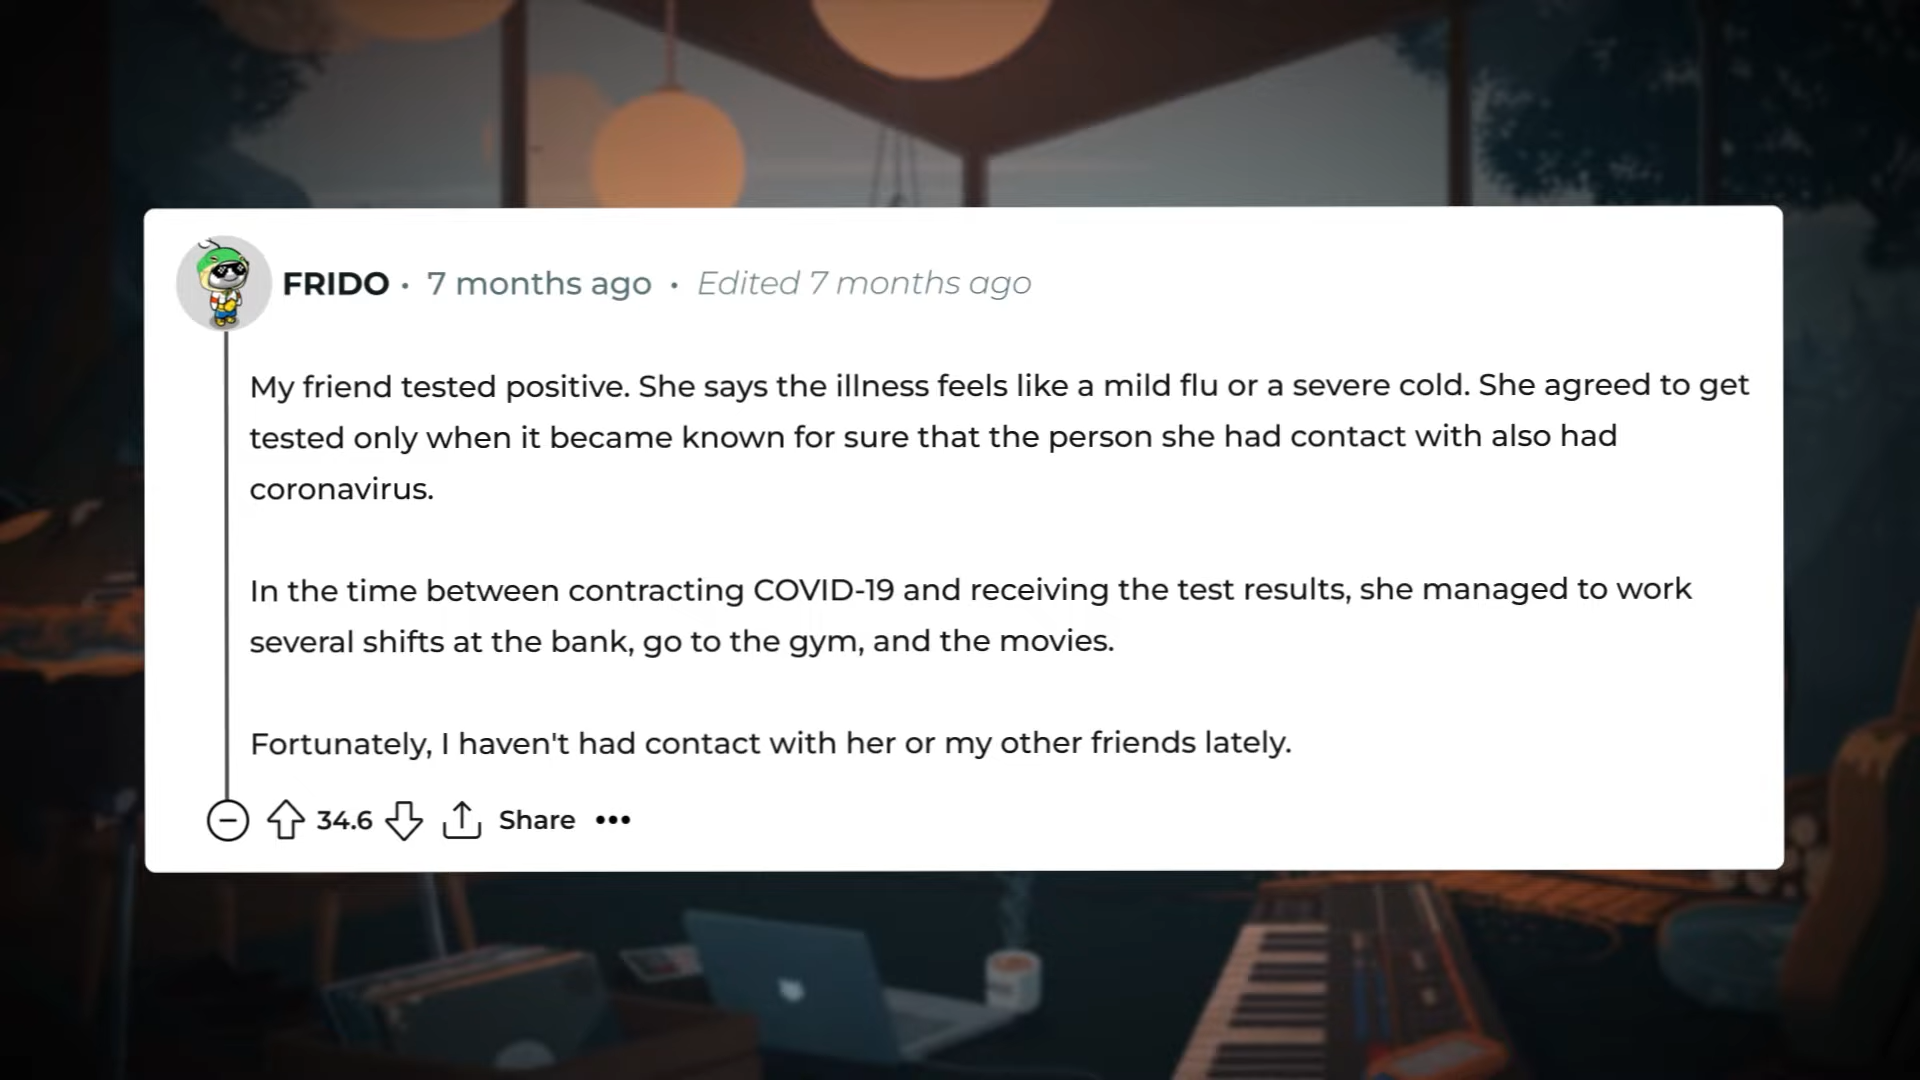 FRIDO • 7 months ago • Edited 7 months ago
My friend tested positive. She says the illness feels like a mild flu or a severe cold. She agreed to get
tested only when it became known for sure that the person she had contact with also had
coronavirus.
In the time between contracting COVID-19 and receiving the test results, she managed to work
several shifts at the bank, go to the gym, and the movies.
Fortunately, I haven't had contact with her or my other friends lately.
34.6 Share •••